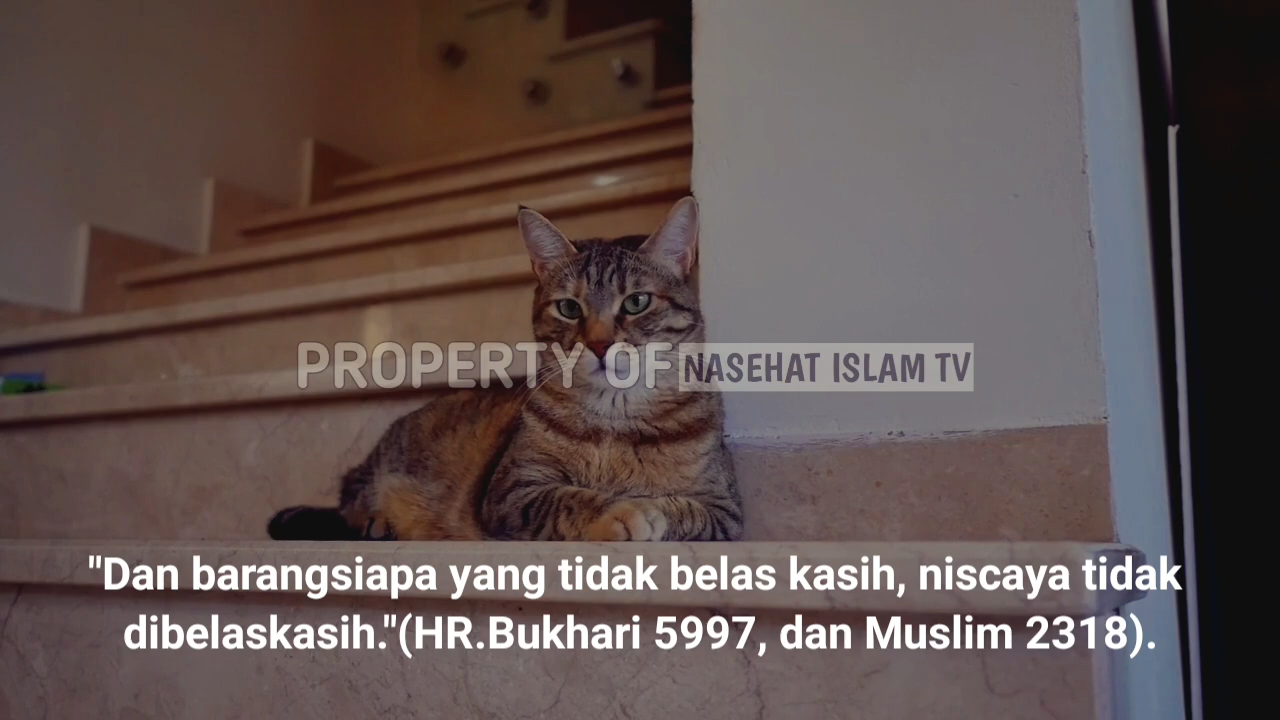 PROPERTY OF NASEHAT ISLAM TV
"Dan barangsiapa yang tidak belas kasih, niscaya tidak
dibelaskasih."(HR.Bukhari 5997, dan Muslim 2318).